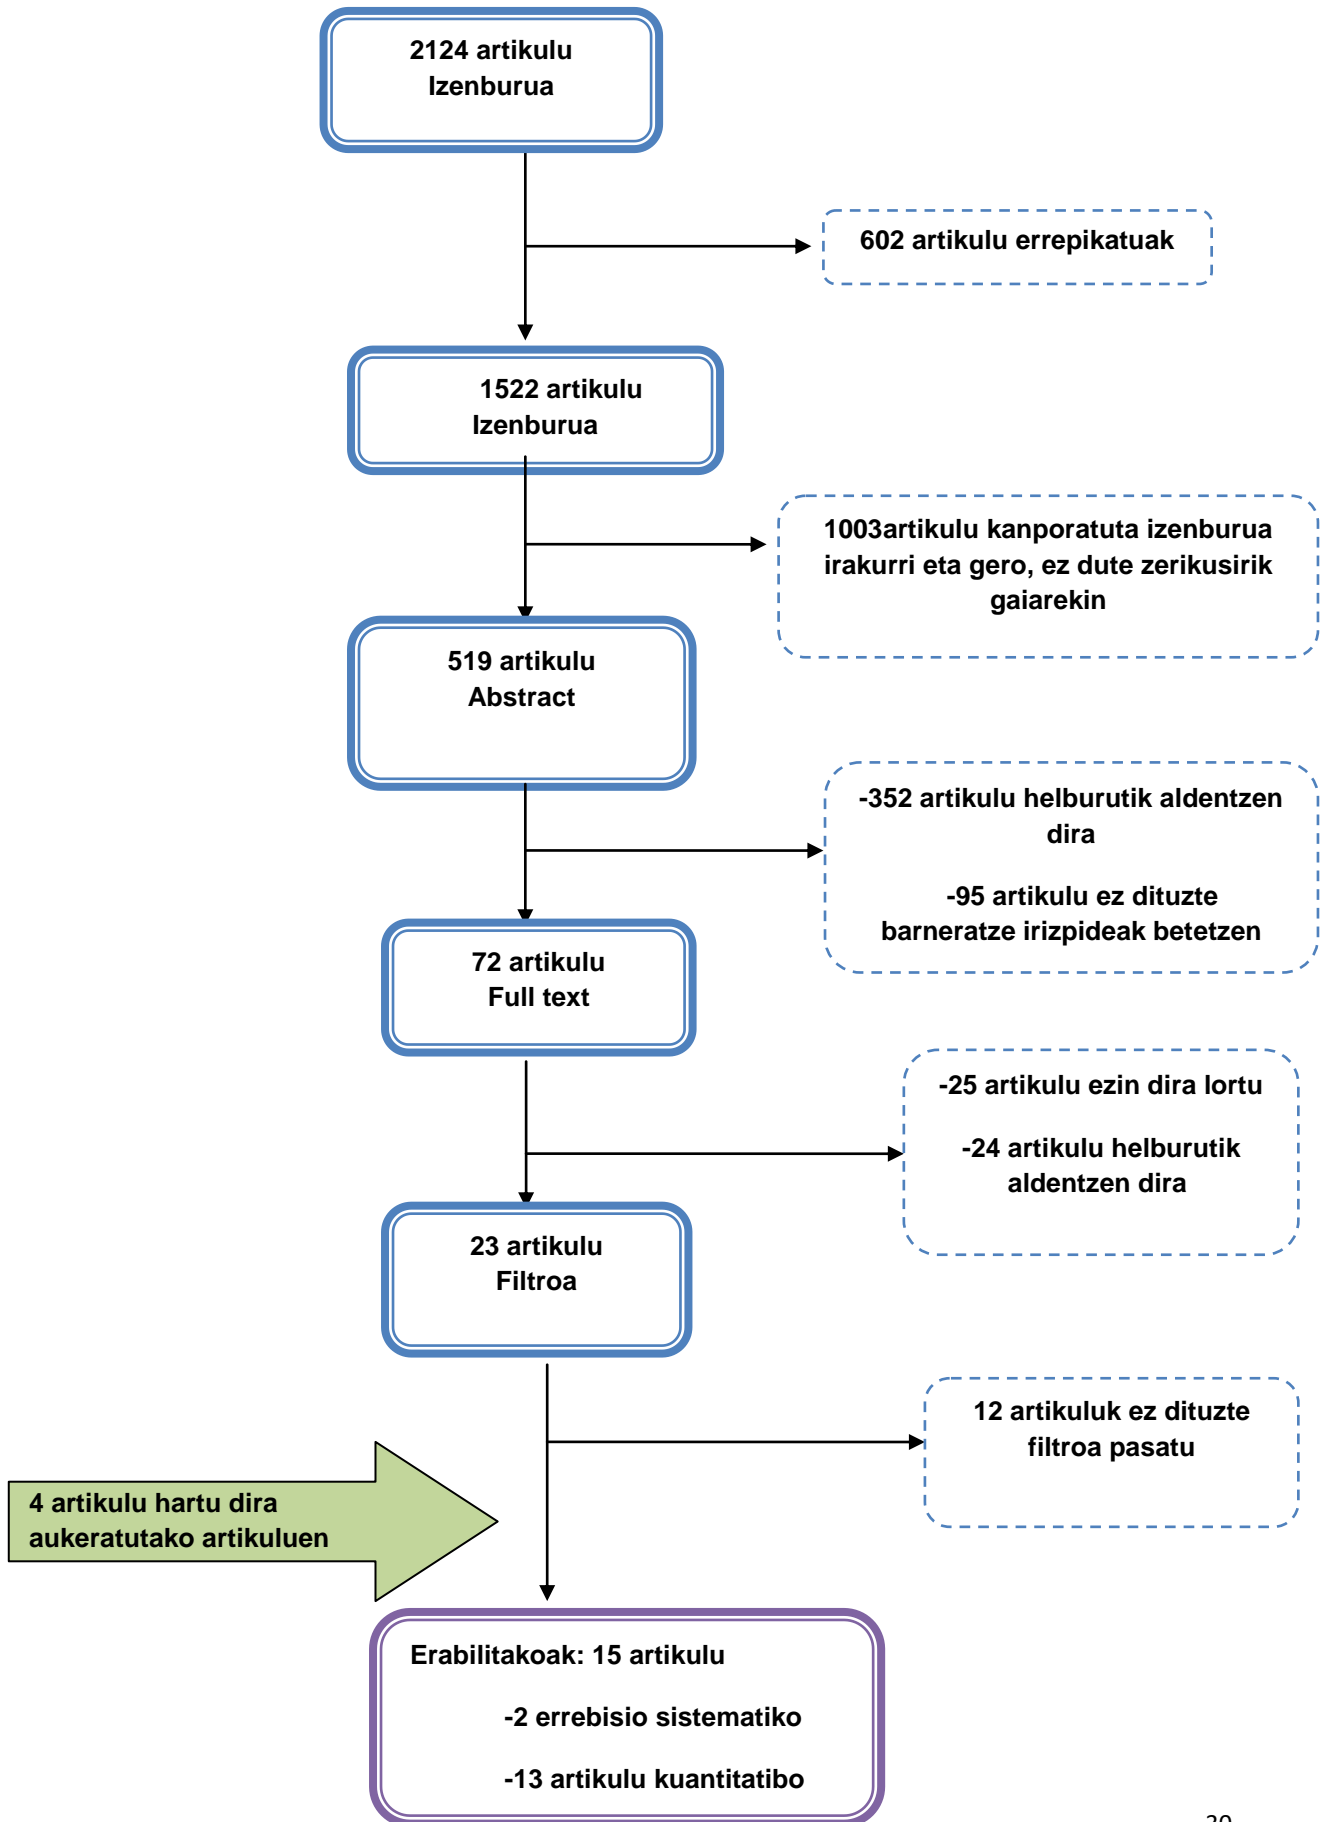 2124 artikulu
Izenburua
602 artikulu errepikatuak
1522 artikulu
Izenburua
1003artikulu kanporatuta izenburua
irakurri eta gero, ez dute zerikusirik
gaiarekin
519 artikulu
Abstract
-352 artikulu helburutik aldentzen
dira
-95 artikulu ez dituzte
barneratze irizpideak betetzen
72 artikulu
Full text
-25 artikulu ezin dira lortu
-24 artikulu helburutik
aldentzen dira
23 artikulu
Filtroa
12 artikuluk ez dituzte
filtroa pasatu
4 artikulu hartu dira
aukeratutako artikuluen
Erabilitakoak: 15 artikulu
-2 errebisio sistematiko
-13 artikulu kuantitatibo